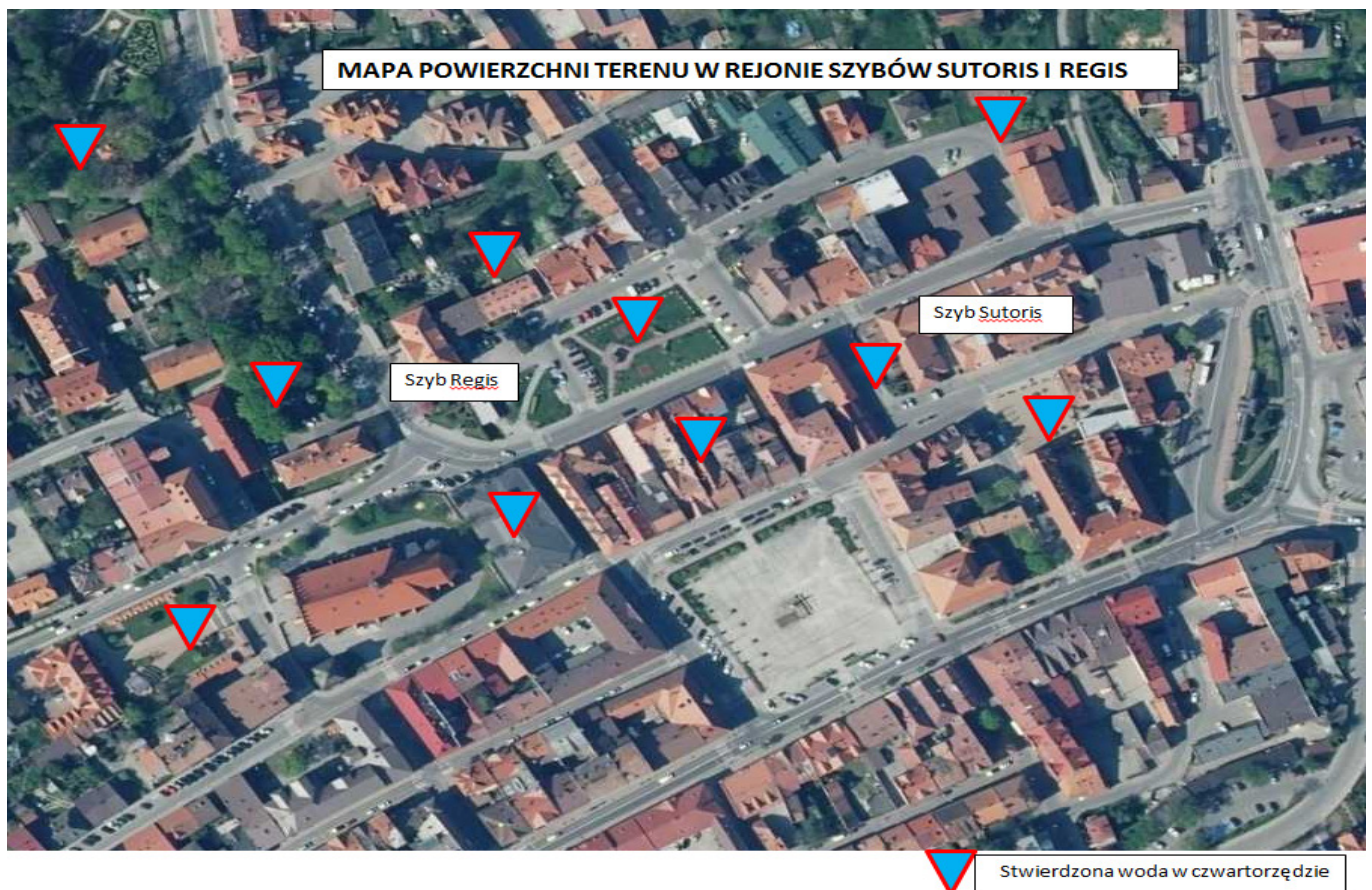 MAPA POWIERZCHNI TERENU W REJONIE SZYBÓW SUTORIS I REGIS
Szyb Sutoris
Szyb Regis
Stwierdzona woda w czwartorzędzie